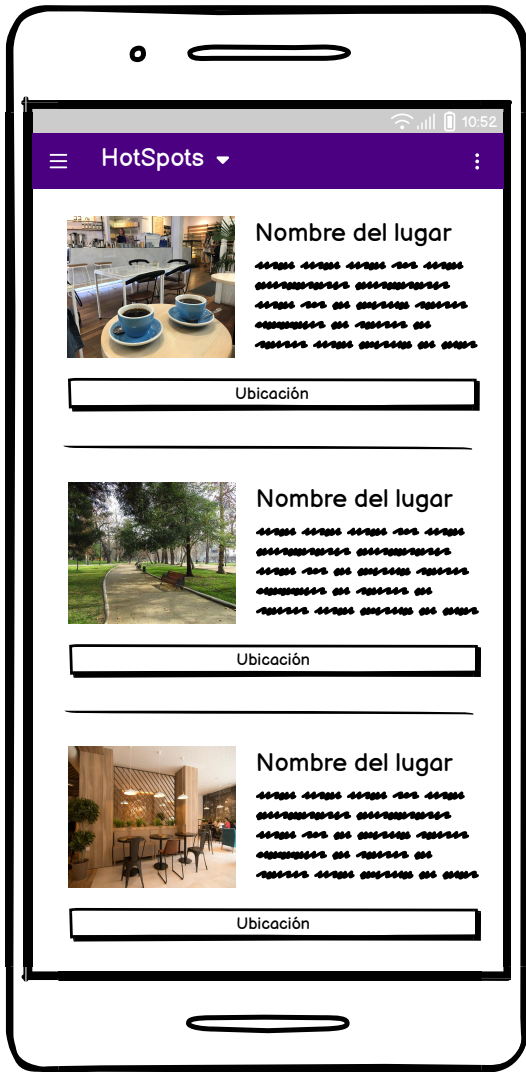 10:52
HotSpots
Nombre del lugar
Ubicación
Nombre del lugar
Ubicación
Nombre del lugar
Ubicación